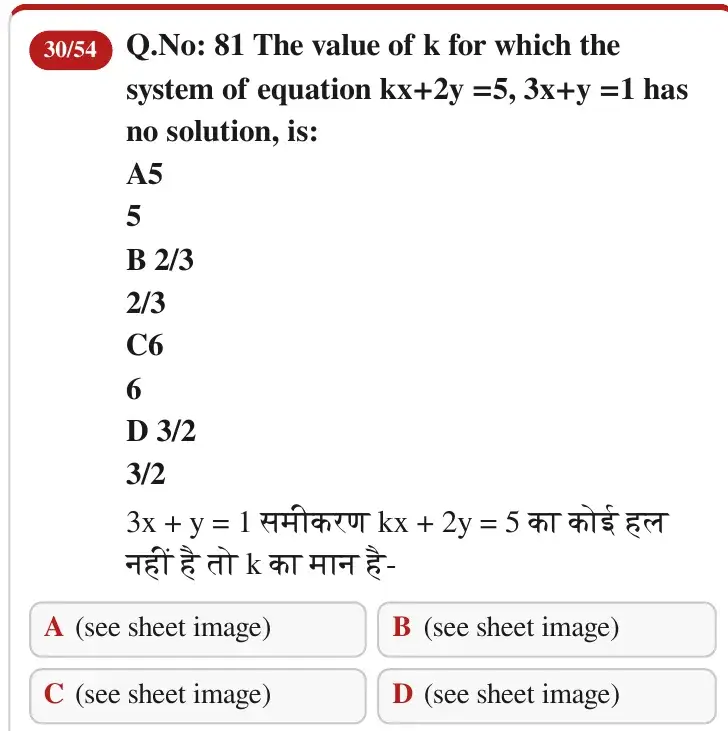 30/54 Q.No: 81 The value of k for which the
system of equation kx+2y =5, 3x+y =1 has
no solution, is:
A5
5
B 2/3
2/3
C6
6
D 3/2
3/2
3x + y = 1 समीकरण kx + 2y = 5 का कोई हल
नहीं है तो k का मान है-
A (see sheet image)
B (see sheet image)
C (see sheet image)
D (see sheet image)